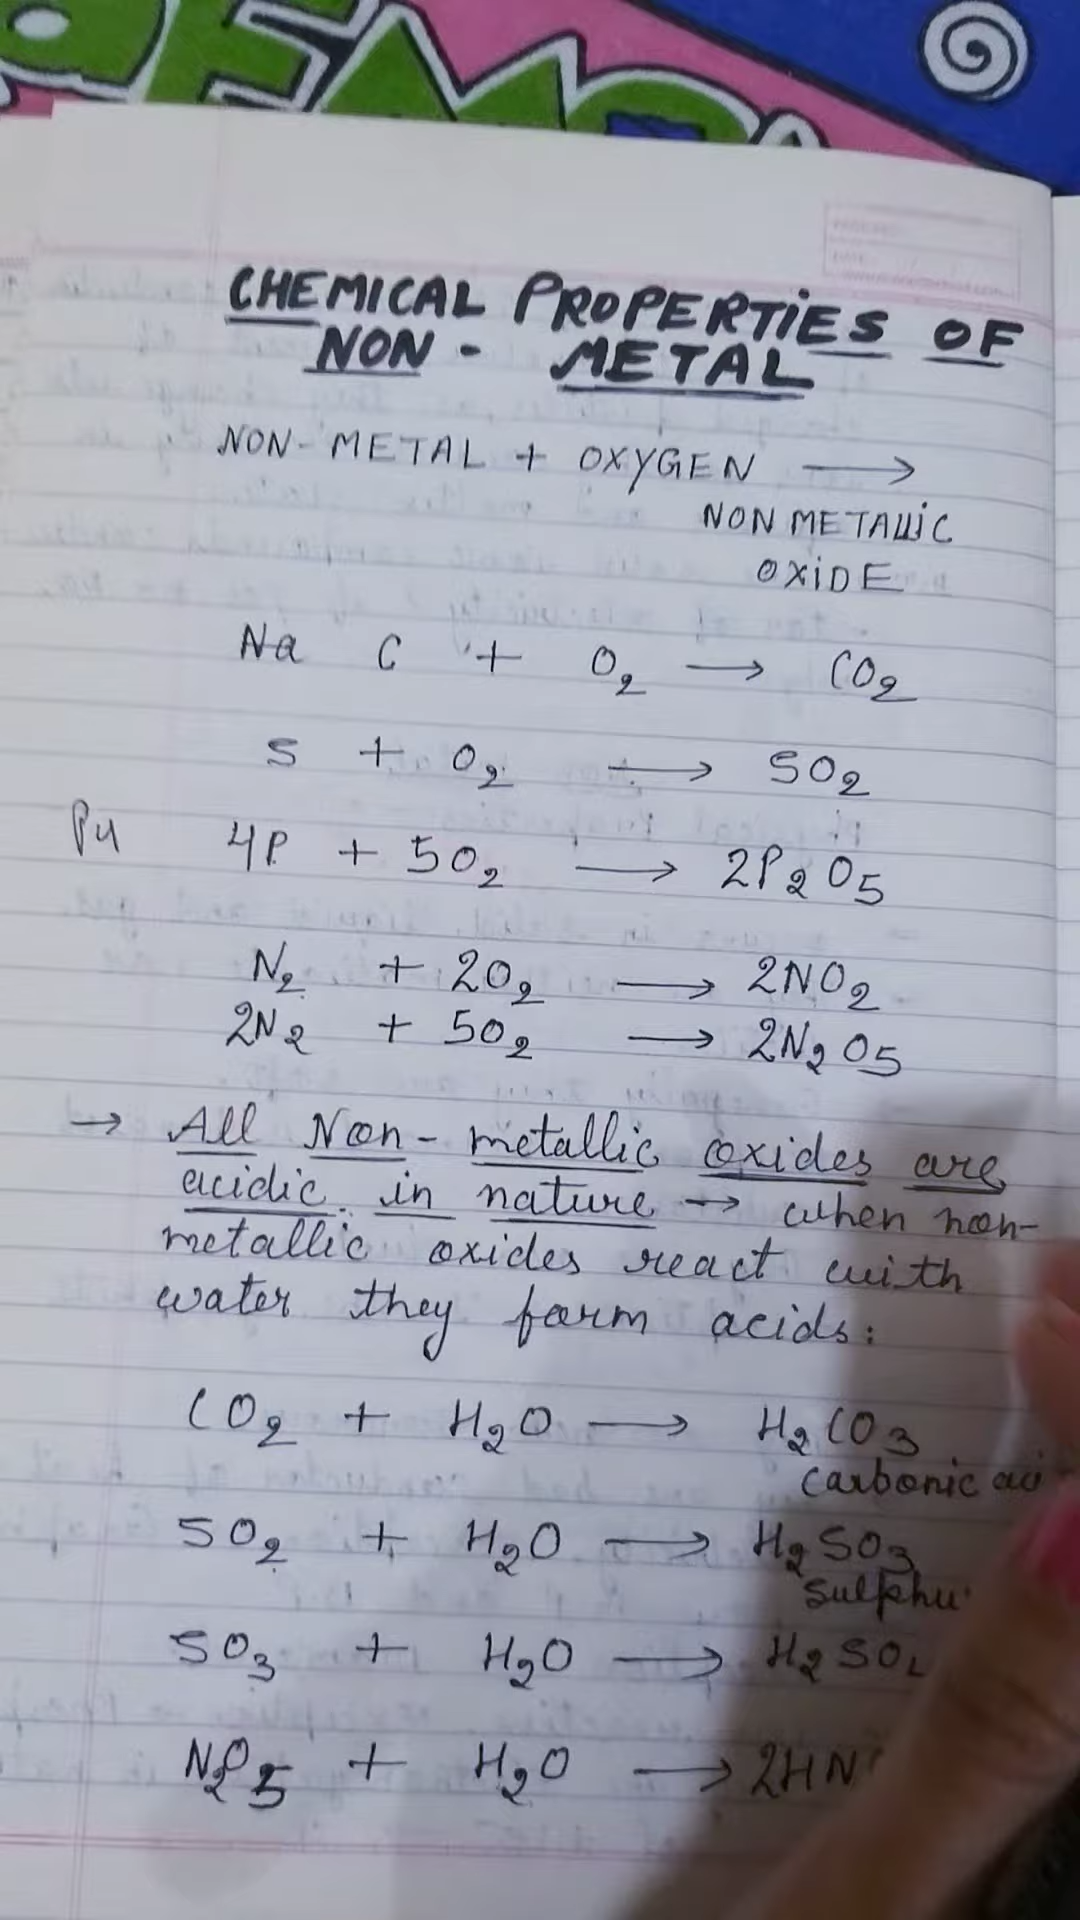 CHEMICAL PROPERTIES OF
NON - METAL
NON-METAL + OXYGEN ⟶
NON METALLIC
OXIDE
Na C + O₂ ⟶ CO₂
S + O₂ ⟶ SO₂
P4 4P + 5O₂ ⟶ 2P₂O₅
N₂ + 2O₂ ⟶ 2NO₂
2N₂ + 5O₂ ⟶ 2N₂O₅
→ All Non-metallic oxides are
acidic in nature → when non-
metallic oxides react with
water they form acids:
CO₂ + H₂O ⟶ H₂CO₃
Carbonic
SO₂ + H₂O ⟶ H₂SO₃
SO₃ + H₂O ⟶ H₂SO
N₂O₅ + H₂O ⟶ 2HN